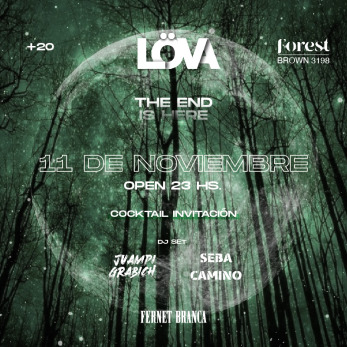 +20
LÖVA
forest
BROWN 3198
THE END
IS HERE
11 DE NOVIEMBRE
OPEN 23 HS.
COCKTAIL INVITACIÓN
DJ SET
JUAMPI
GRABICH
SEBA
CAMINO
FERNET BRANCA